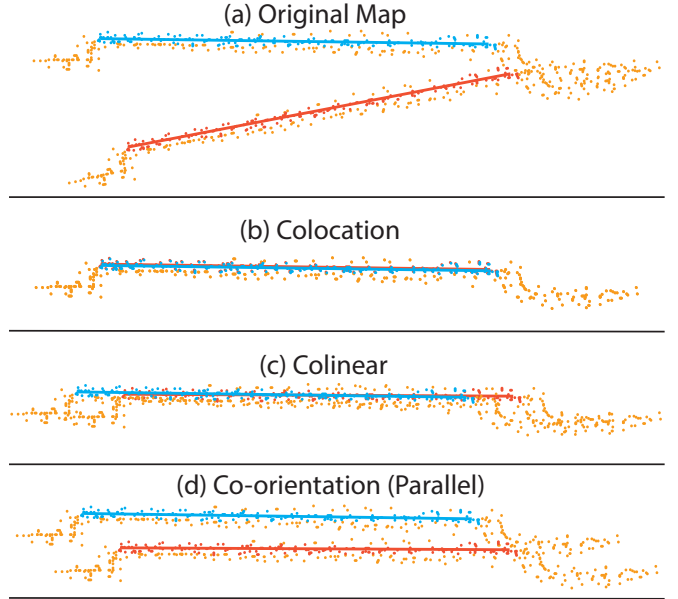 (a) Original Map
(b) Colocation
(c) Colinear
(d) Co-orientation (Parallel)